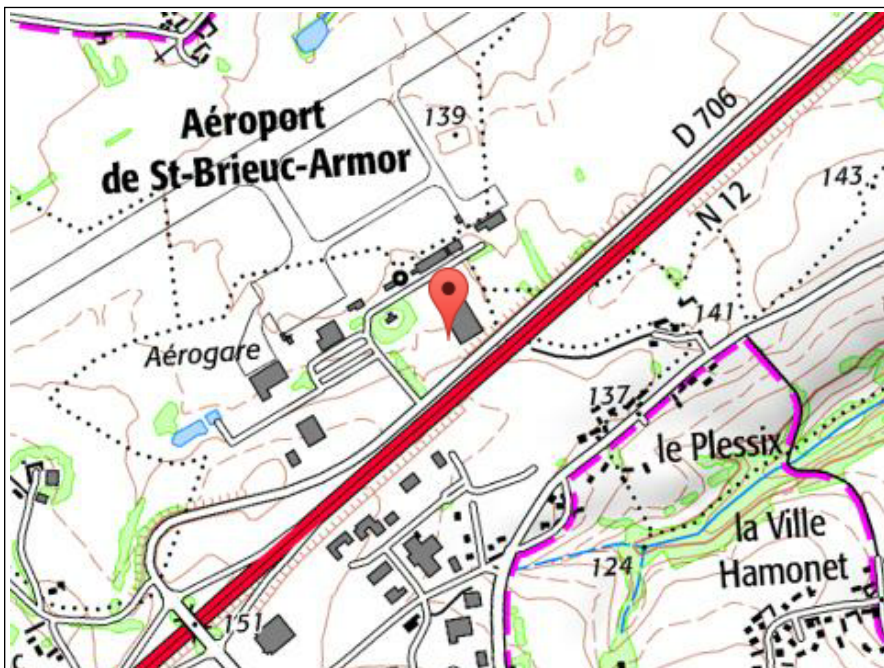 139
Aéroport
de St-Brieuc-Armor
D 706
N 12
143
Aérogare
141
137
le Plessix
la Ville
Hamonet
124
151